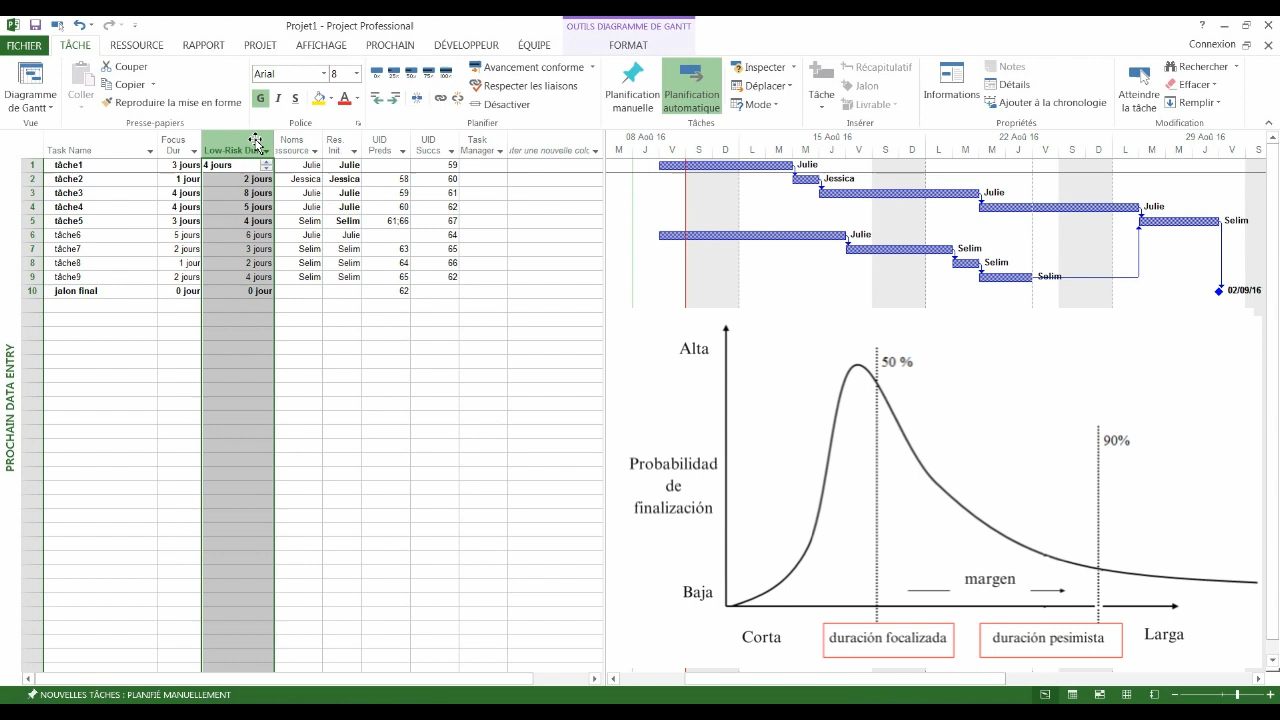 Projet1 - Project Professional
OUTILS DIAGRAMME DE GANTT
FICHIER TÂCHE RESSOURCE RAPPORT PROJET AFFICHAGE PROCHAIN DÉVELOPPEUR ÉQUIPE FORMAT
Connexion
Diagramme de Gantt
Vue
Coller
Couper
Copier
Reproduire la mise en forme
Presse-papiers
Arial 8
G I S
Police
0% 25% 50% 75% 100%
Avancement conforme
Respecter les liaisons
Désactiver
Planifier
Planification manuelle
Planification automatique
Inspecter
Déplacer
Mode
Tâches
Tâche
Récapitulatif
Jalon
Livrable
Insérer
Informations
Notes
Détails
Ajouter à la chronologie
Propriétés
Atteindre la tâche
Rechercher
Effacer
Remplir
Modification
Task Name Focus Dur Low-Risk Dur Noms ssource Res Init UID Preds UID Succs Task Manager uter une nouvelle col
1 tâche1 3 jours 4 jours Julie Julie 59
2 tâche2 1 jour 2 jours Jessica Jessica 58 60
3 tâche3 4 jours 8 jours Julie Julie 59 61
4 tâche4 4 jours 5 jours Julie Julie 60 62
5 tâche5 3 jours 4 jours Selim Selim 61;66 67
6 tâche6 5 jours 6 jours Julie Julie 64
7 tâche7 2 jours 3 jours Selim Selim 63 65
8 tâche8 1 jour 2 jours Selim Selim 64 66
9 tâche9 2 jours 4 jours Selim Selim 65 62
10 jalon final 0 jour 0 jour 62
PROCHAIN DATA ENTRY
08 Aoû 16 15 Aoû 16 22 Aoû 16 29 Aoû 16
M J S M V D L M J S M V D L M J S M V D L M J V S
Julie
Jessica
Julie
Julie
Selim
Julie
Selim
Selim
Selim
02/09/16
Alta
50 %
90%
Probabilidad
de
finalización
margen
Baja
Corta
duración focalizada
duración pesimista
Larga
NOUVELLES TÂCHES : PLANIFIÉ MANUELLEMENT